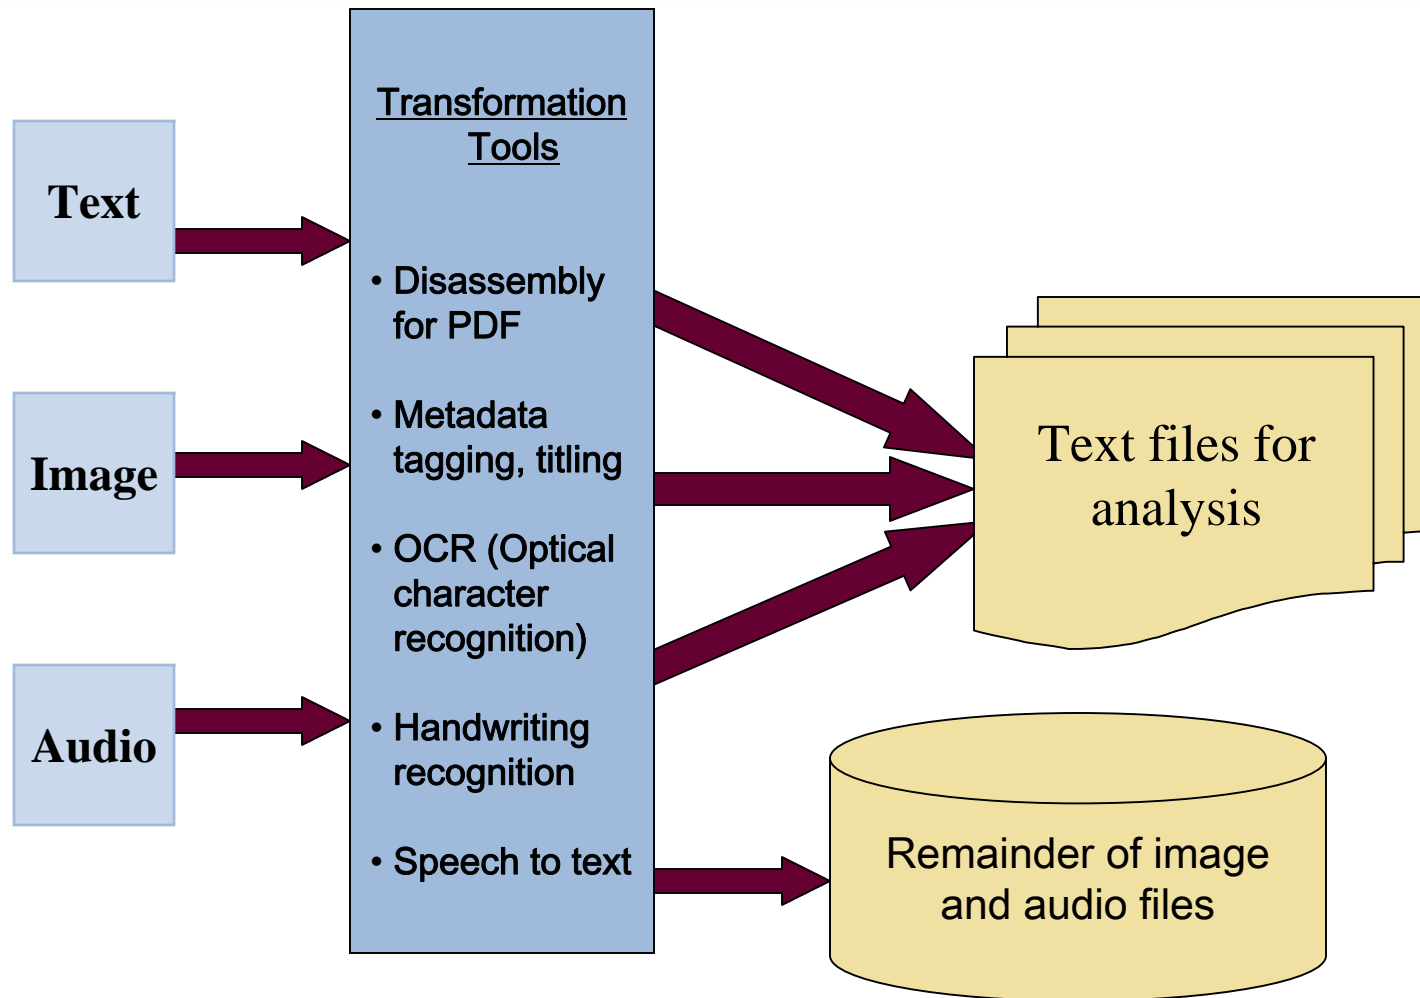 Text
Image
Audio
Transformation
Tools
• Disassembly
for PDF
• Metadata
tagging, titling
• OCR (Optical
character
recognition)
• Handwriting
recognition
• Speech to text
Text files for
analysis
Remainder of image
and audio files